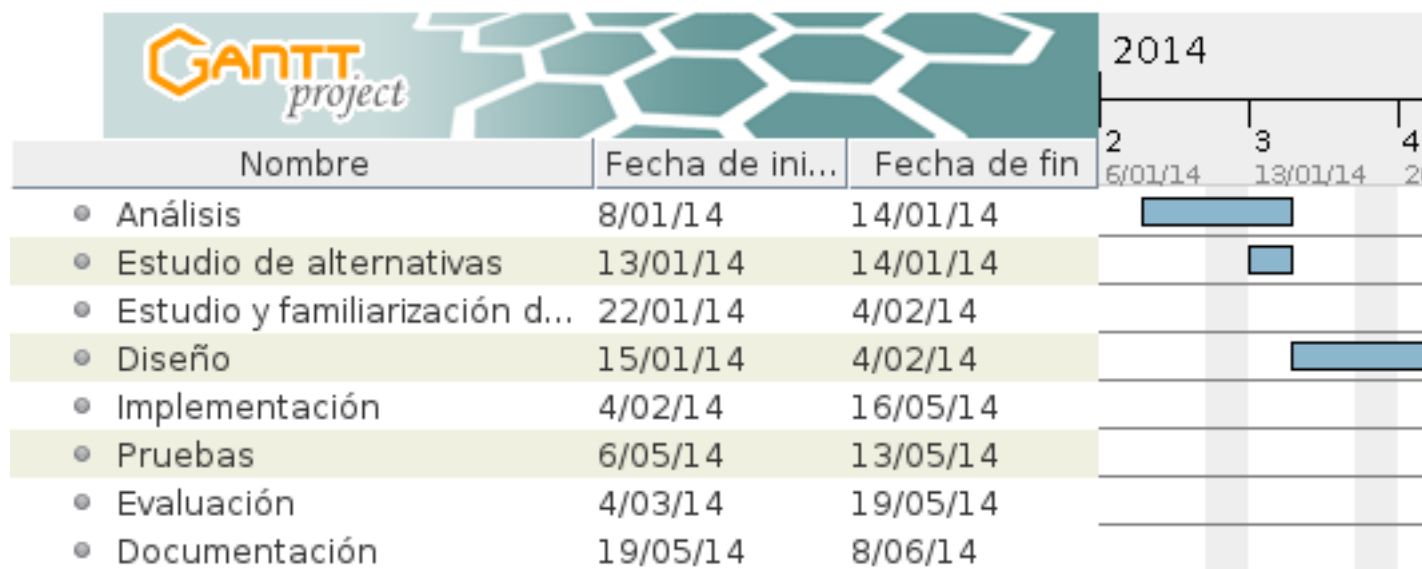 GANTT
project
2014
2 3 4
6/01/14 13/01/14
Nombre Fecha de ini... Fecha de fin
Análisis 8/01/14 14/01/14
Estudio de alternativas 13/01/14 14/01/14
Estudio y familiarización d... 22/01/14 4/02/14
Diseño 15/01/14 4/02/14
Implementación 4/02/14 16/05/14
Pruebas 6/05/14 13/05/14
Evaluación 4/03/14 19/05/14
Documentación 19/05/14 8/06/14